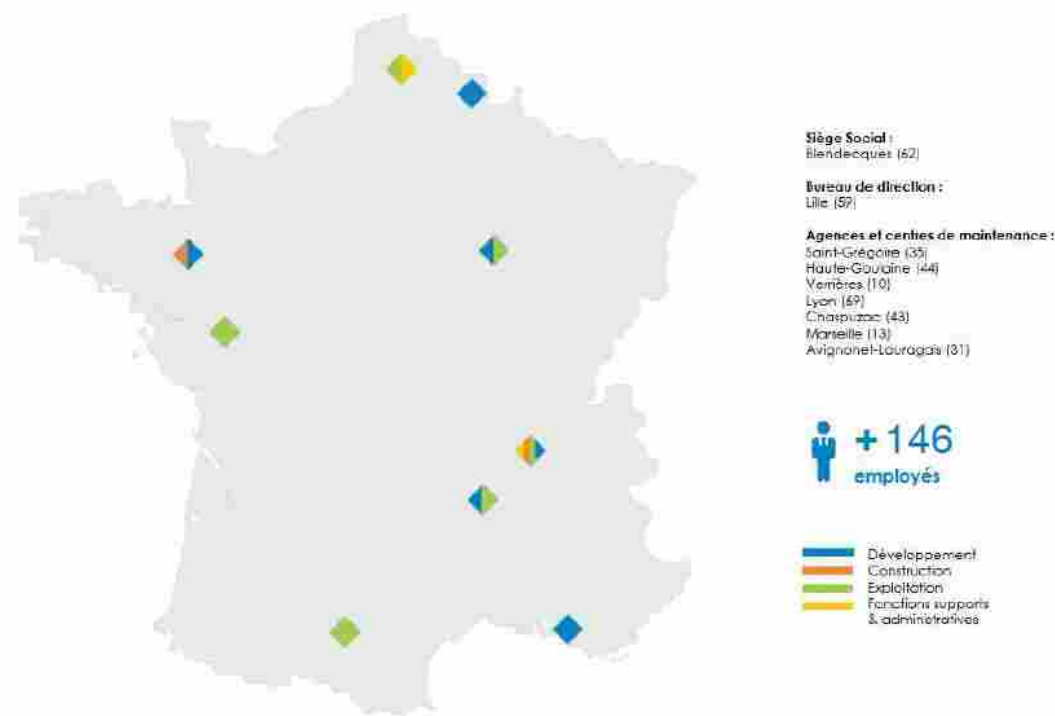 Siège Social :
Blendecques (62)
Bureau de direction :
Lille (59)
Agences et centres de maintenance :
Saint-Grégoire (35)
Haute-Goulaine (44)
Verrières (10)
Lyon (69)
Chaspuzac (43)
Marseille (13)
Avignonet-Lauragais (31)
+ 146
employés
Développement
Construction
Exploitation
Fonctions supports
& administratives